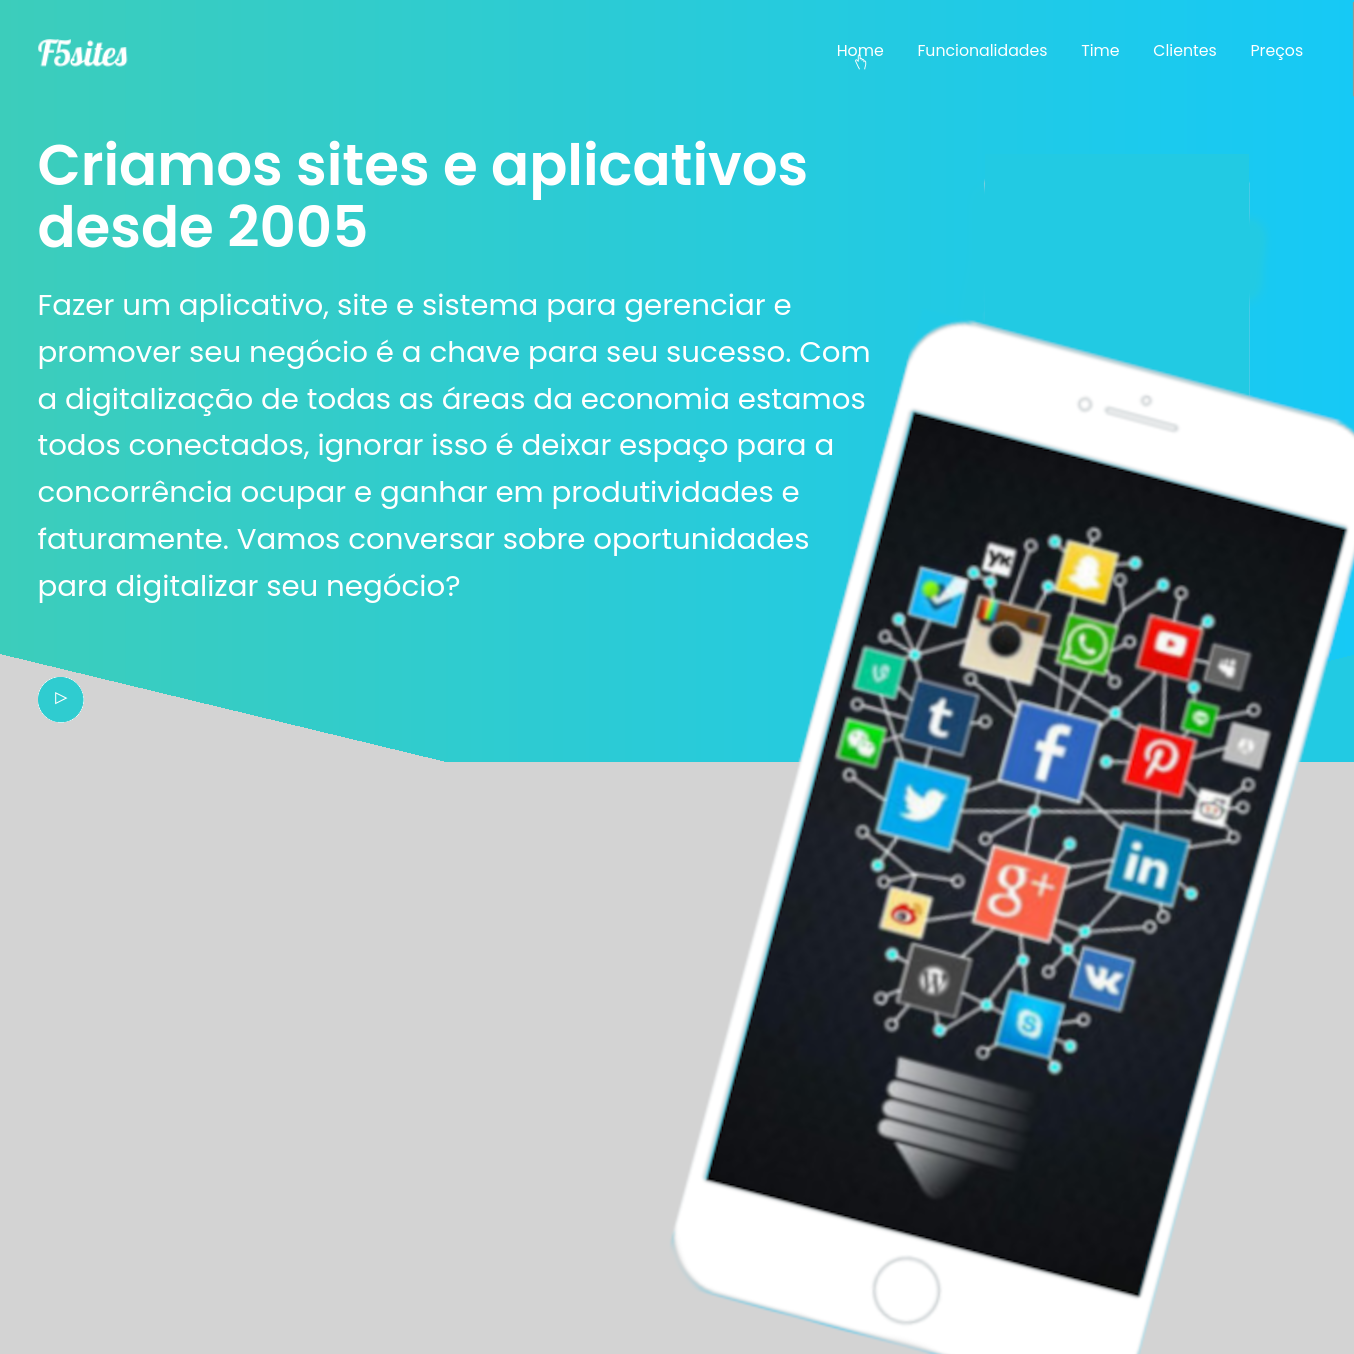 F5sites
Home Funcionalidades Time Clientes Preços
Criamos sites e aplicativos
desde 2005
Fazer um aplicativo, site e sistema para gerenciar e
promover seu negócio é a chave para seu sucesso. Com
a digitalização de todas as áreas da economia estamos
todos conectados, ignorar isso é deixar espaço para a
concorrência ocupar e ganhar em produtividades e
faturamente. Vamos conversar sobre oportunidades
para digitalizar seu negócio?
t
f
in
g+